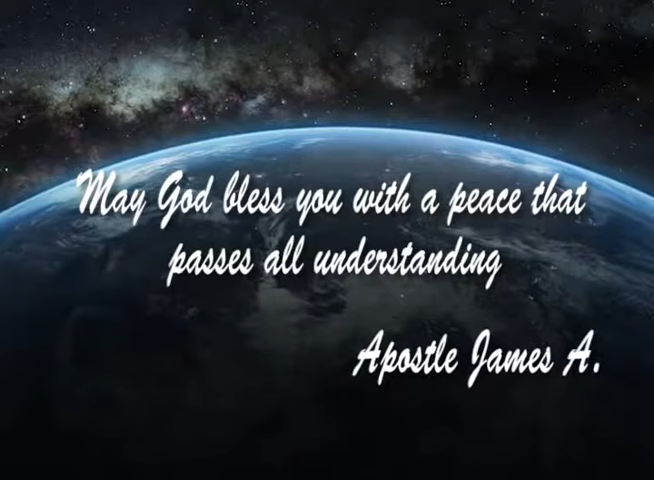 May God bless you with a peace that
passes all understanding
Apostle James A.